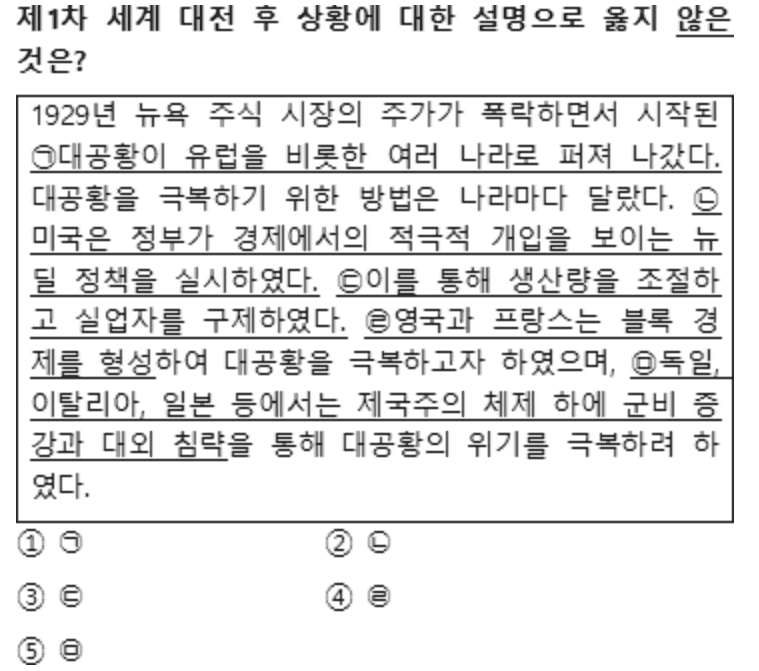 제1차 세계 대전 후 상황에 대한 설명으로 옳지 않은
것은?
1929년 뉴욕 주식 시장의 주가가 폭락하면서 시작된
㉠대공황이 유럽을 비롯한 여러 나라로 퍼져 나갔다.
대공황을 극복하기 위한 방법은 나라마다 달랐다. ㉡
미국은 정부가 경제에서의 적극적 개입을 보이는 뉴
딜 정책을 실시하였다. ㉢이를 통해 생산량을 조절하
고 실업자를 구제하였다. ㉣영국과 프랑스는 블록 경
제를 형성하여 대공황을 극복하고자 하였으며, ㉤독일,
이탈리아, 일본 등에서는 제국주의 체제 하에 군비 증
강과 대외 침략을 통해 대공황의 위기를 극복하려 하
였다.
① ㉠ ② ㉡
③ ㉢ ④ ㉣
⑤ ㉤